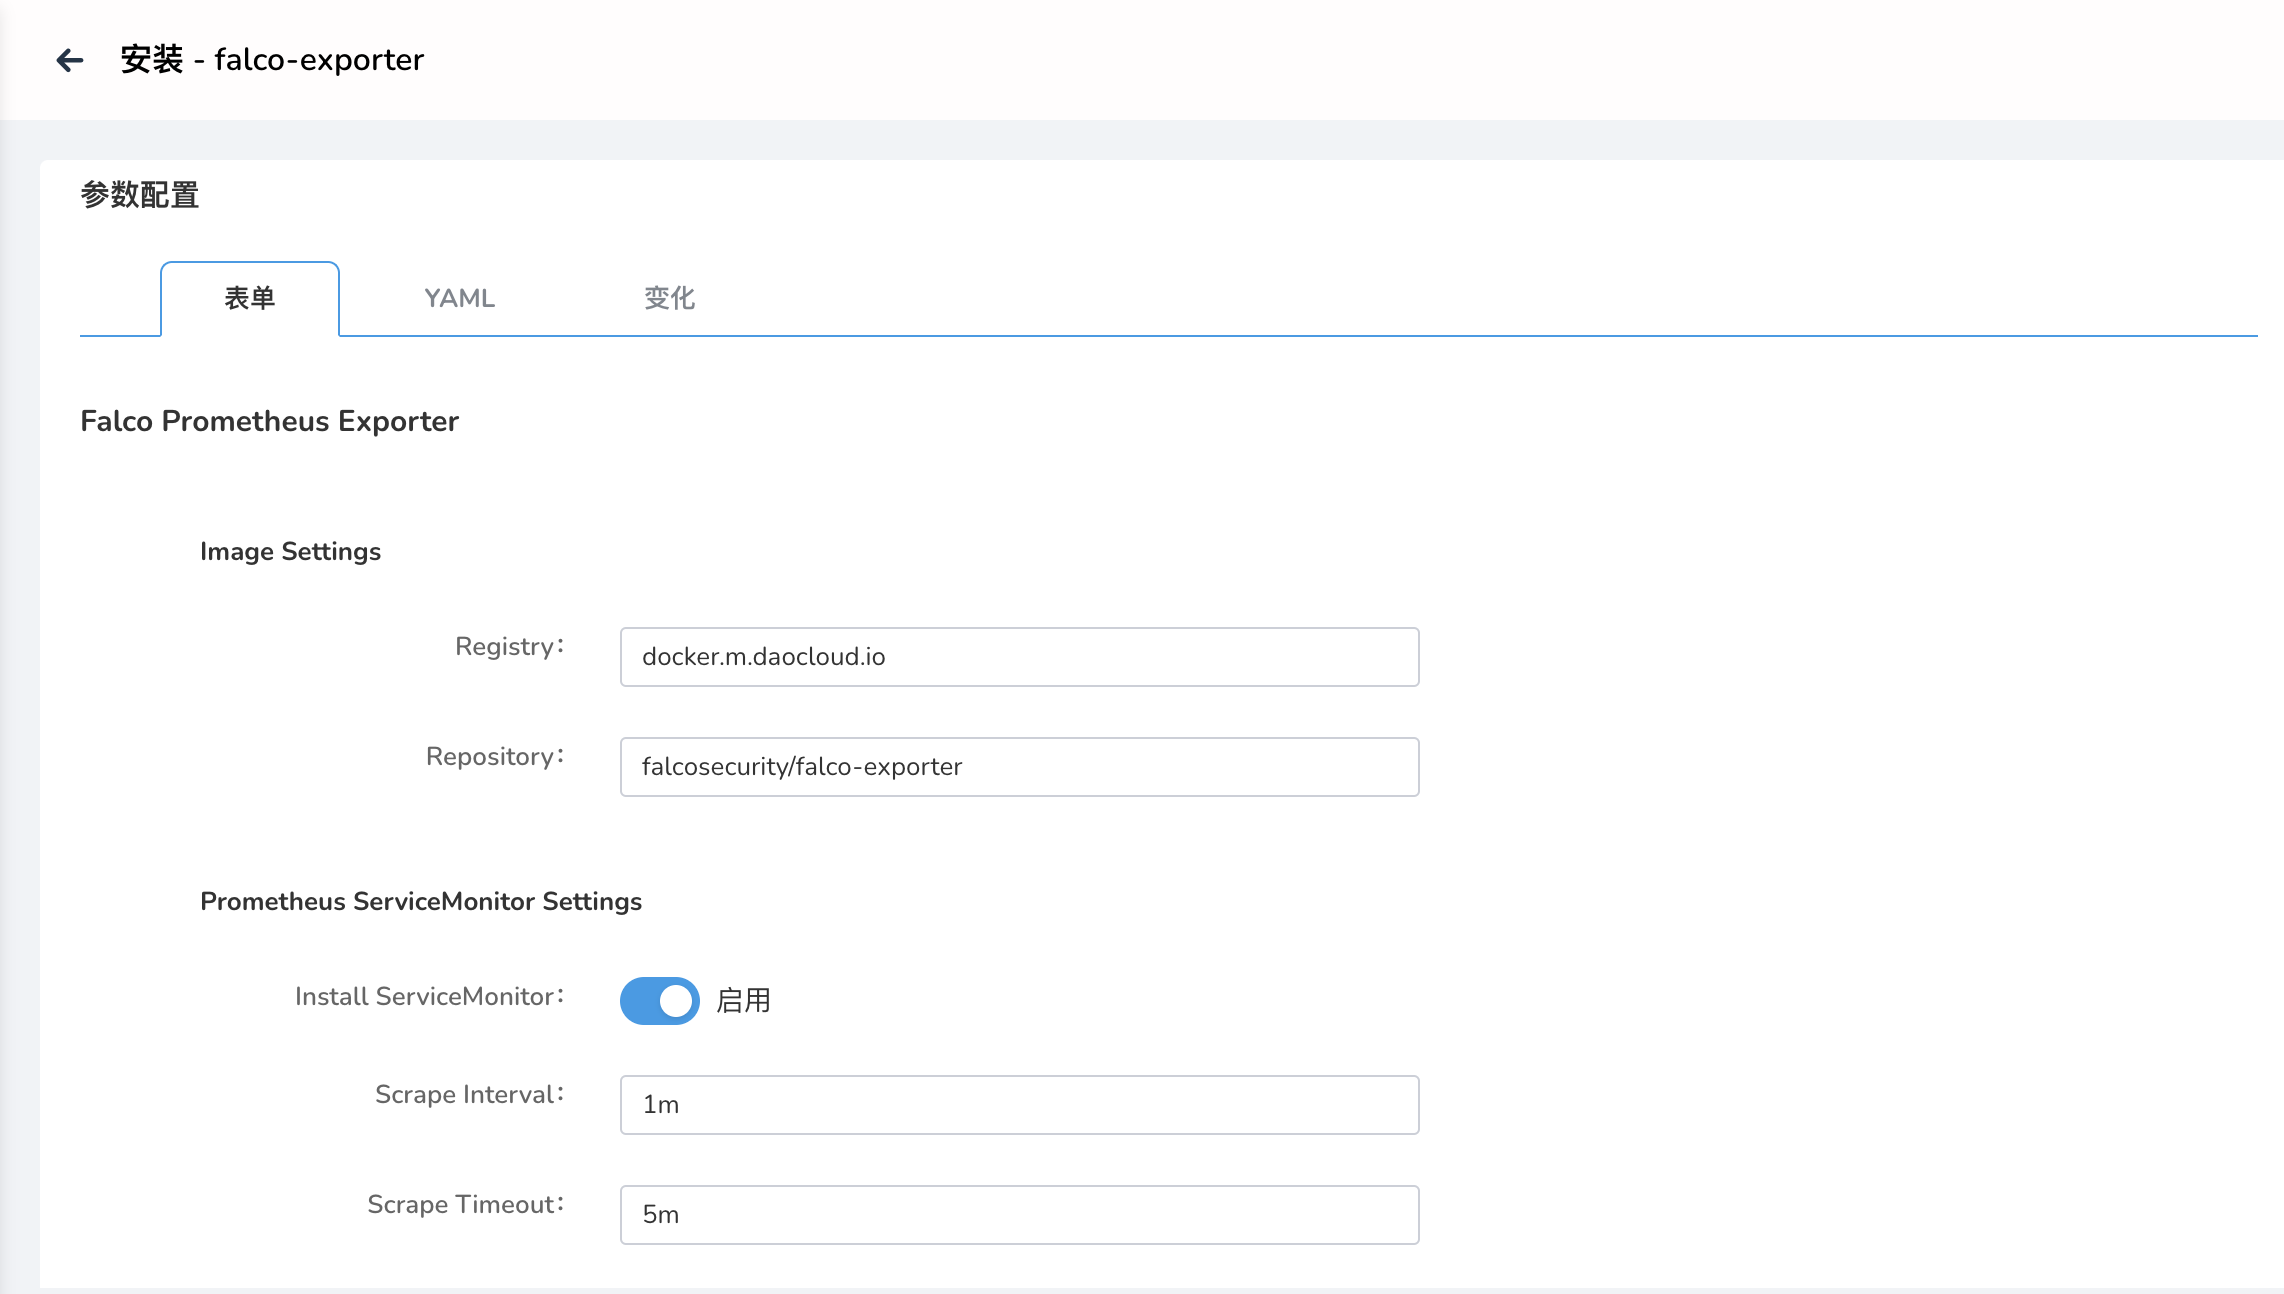 安装 - falco-exporter
参数配置
表单 YAML 变化
Falco Prometheus Exporter
Image Settings
Registry： docker.m.daocloud.io
Repository： falcosecurity/falco-exporter
Prometheus ServiceMonitor Settings
Install ServiceMonitor： 启用
Scrape Interval： 1m
Scrape Timeout： 5m